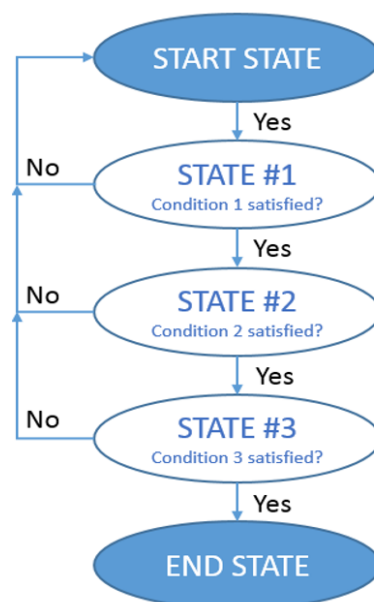 START STATE
Yes
No
STATE #1
Condition 1 satisfied?
Yes
No
STATE #2
Condition 2 satisfied?
Yes
No
STATE #3
Condition 3 satisfied?
Yes
END STATE